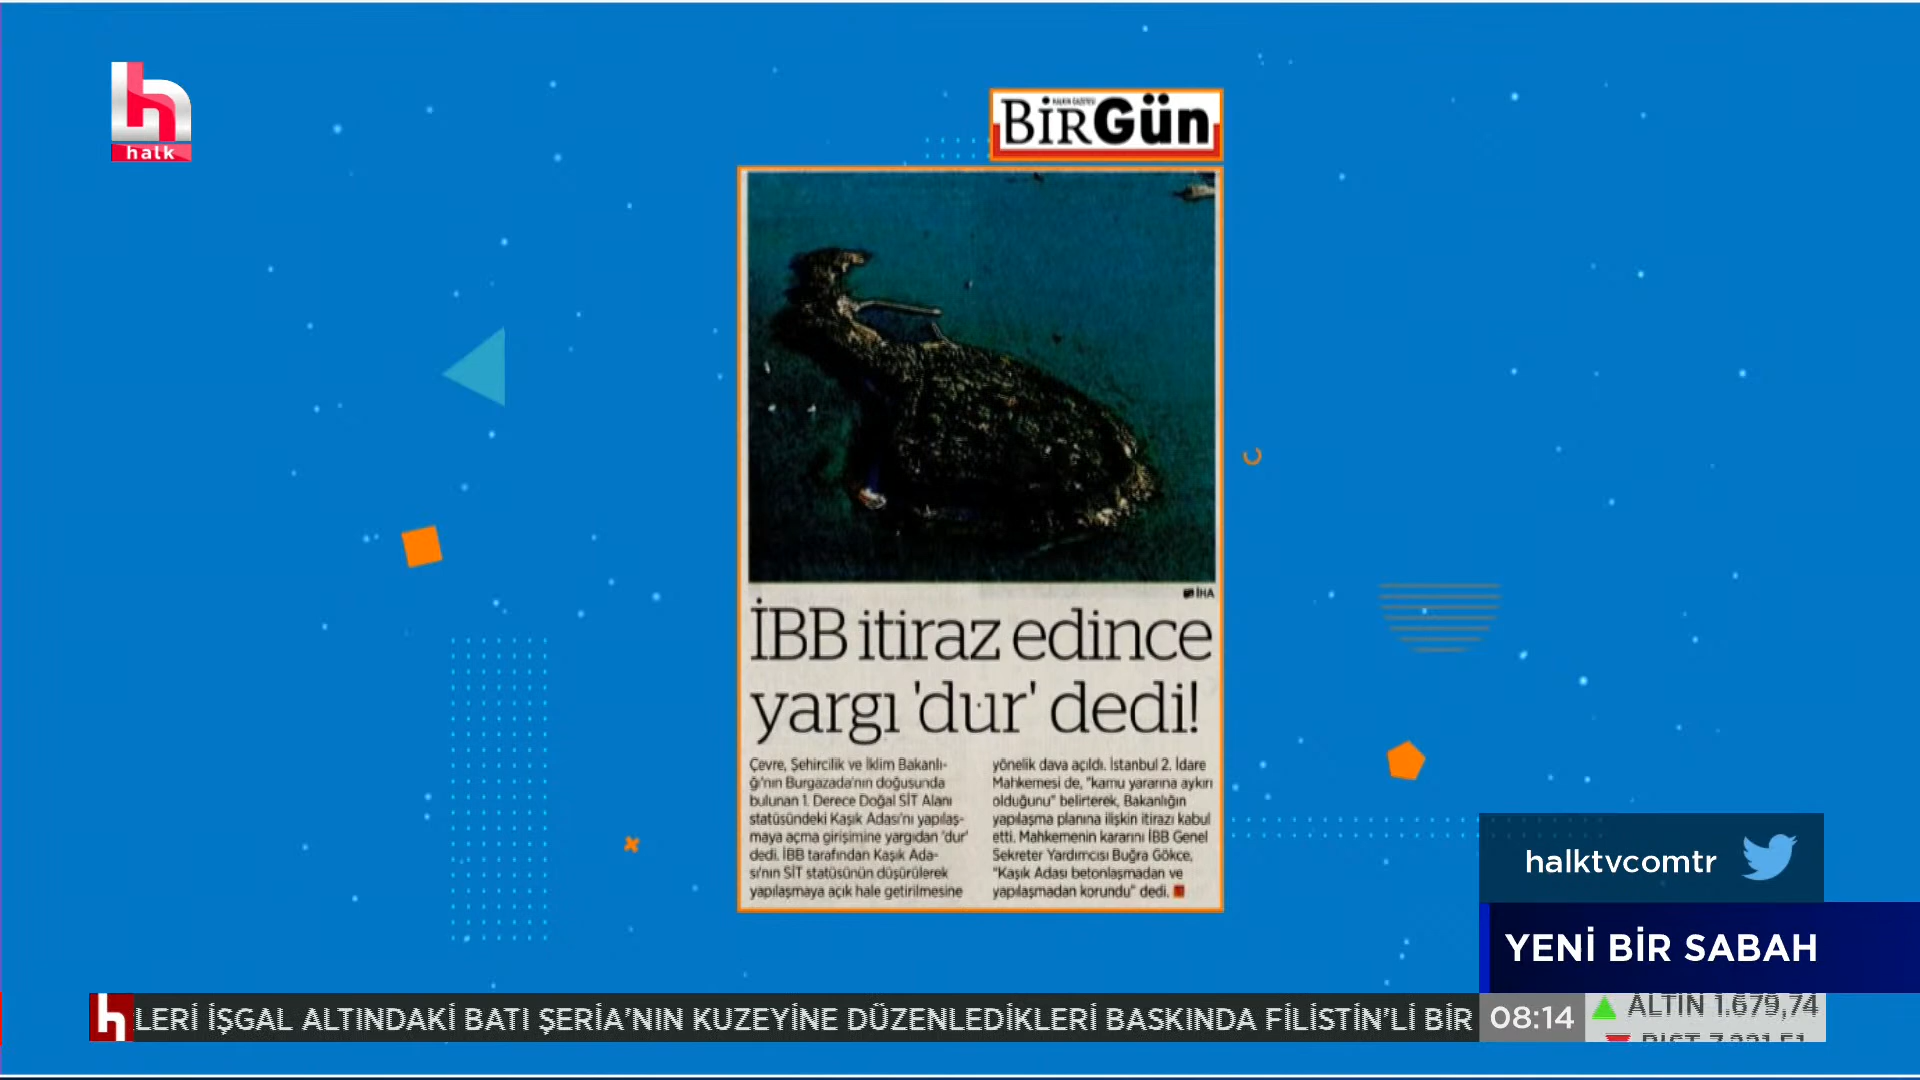 halk
HALKIN GAZETESİ
BİRGün
İHA
İBB itiraz edince
yargı 'dur' dedi!
Çevre, Şehircilik ve İklim Bakanlı-
ğı'nın Burgazada'nın doğusunda
bulunan 1. Derece Doğal SİT Alanı
statüsündeki Kaşık Adası'nı yapılaş-
maya açma girişimine yargıdan 'dur'
dedi. İBB tarafından Kaşık Ada-
sı'nın SİT statüsünün düşürülerek
yapılaşmaya açık hale getirilmesine
yönelik dava açıldı. İstanbul 2. İdare
Mahkemesi de, "kamu yararına aykırı
olduğunu" belirterek, Bakanlığın
yapılaşma planına ilişkin itirazı kabul
etti. Mahkemenin kararını İBB Genel
Sekreter Yardımcısı Buğra Gökce,
"Kaşık Adası betonlaşmadan ve
yapılaşmadan korundu" dedi.
halktvcomtr
YENİ BİR SABAH
LERİ İŞGAL ALTINDAKİ BATI ŞERİA'NIN KUZEYİNE DÜZENLEDİKLERİ BASKINDA FİLİSTİN'Lİ BİR
08:14
ALTIN 1.679,74